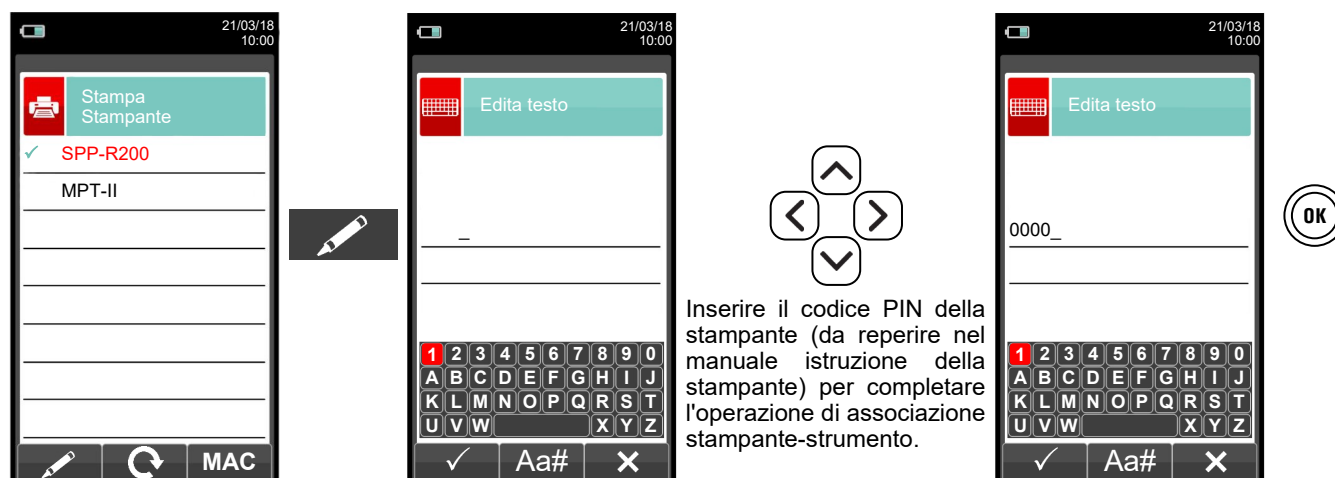 21/03/18
10:00
Stampa
Stampante
✓ SPP-R200
MPT-II
MAC
21/03/18
10:00
Edita testo
_
1 2 3 4 5 6 7 8 9 0
A B C D E F G H I J
K L M N O P Q R S T
U V W X Y Z
✓ Aa# ×
Inserire il codice PIN della
stampante (da reperire nel
manuale istruzione della
stampante) per completare
l'operazione di associazione
stampante-strumento.
21/03/18
10:00
Edita testo
0000_
1 2 3 4 5 6 7 8 9 0
A B C D E F G H I J
K L M N O P Q R S T
U V W X Y Z
✓ Aa# ×
OK